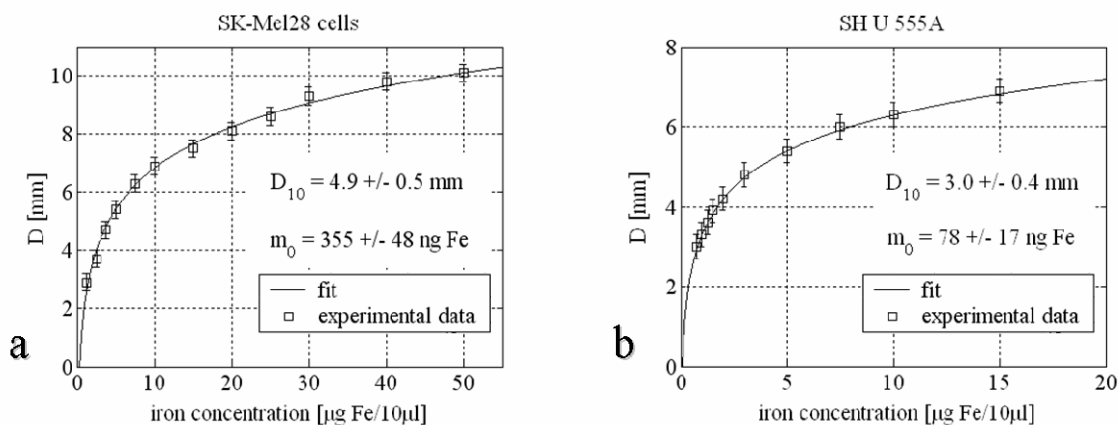 SK-Mel28 cells
D [mm]
10
8
6
4
2
0
D10 = 4.9 +/- 0.5 mm
m0 = 355 +/- 48 ng Fe
fit
experimental data
0 10 20 30 40 50
iron concentration [μg Fe/10μl]
a
SH U 555A
D [mm]
8
6
4
2
0
D10 = 3.0 +/- 0.4 mm
m0 = 78 +/- 17 ng Fe
fit
experimental data
0 5 10 15 20
iron concentration [μg Fe/10μl]
b